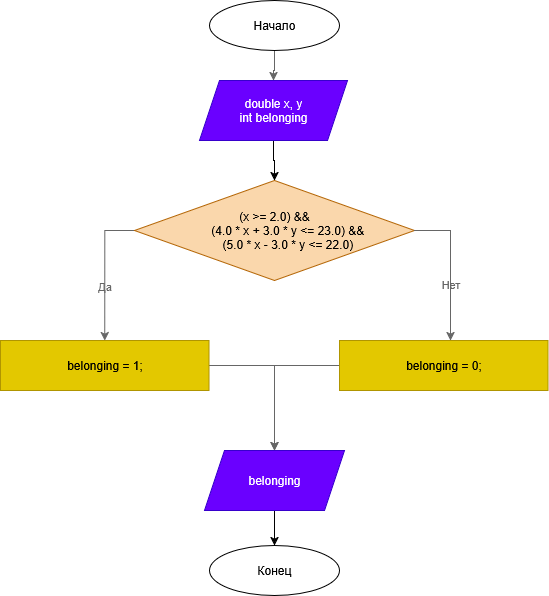 Начало
double x, y
int belonging
(x >= 2.0) &&
(4.0 * x + 3.0 * y <= 23.0) &&
(5.0 * x - 3.0 * y <= 22.0)
Да
Нет
belonging = 1;
belonging = 0;
belonging
Конец